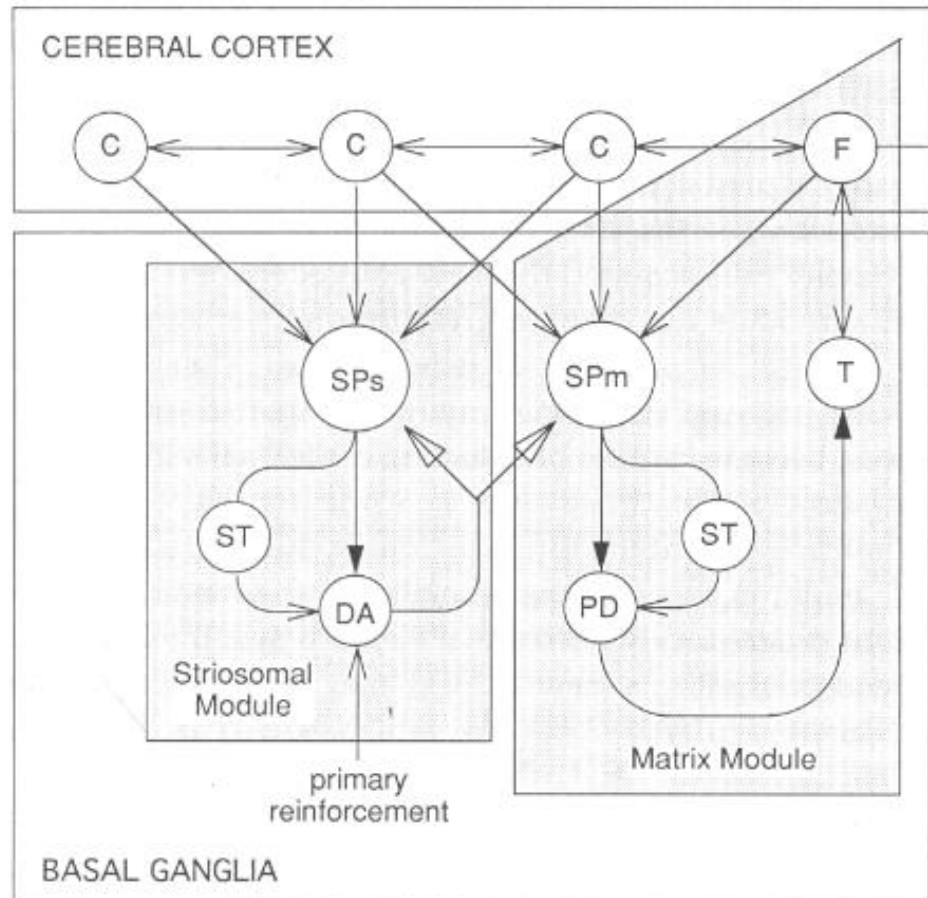 CEREBRAL CORTEX
C
C
C
F
SPs
SPm
T
ST
ST
DA
PD
Striosomal
Module
Matrix Module
primary
reinforcement
BASAL GANGLIA